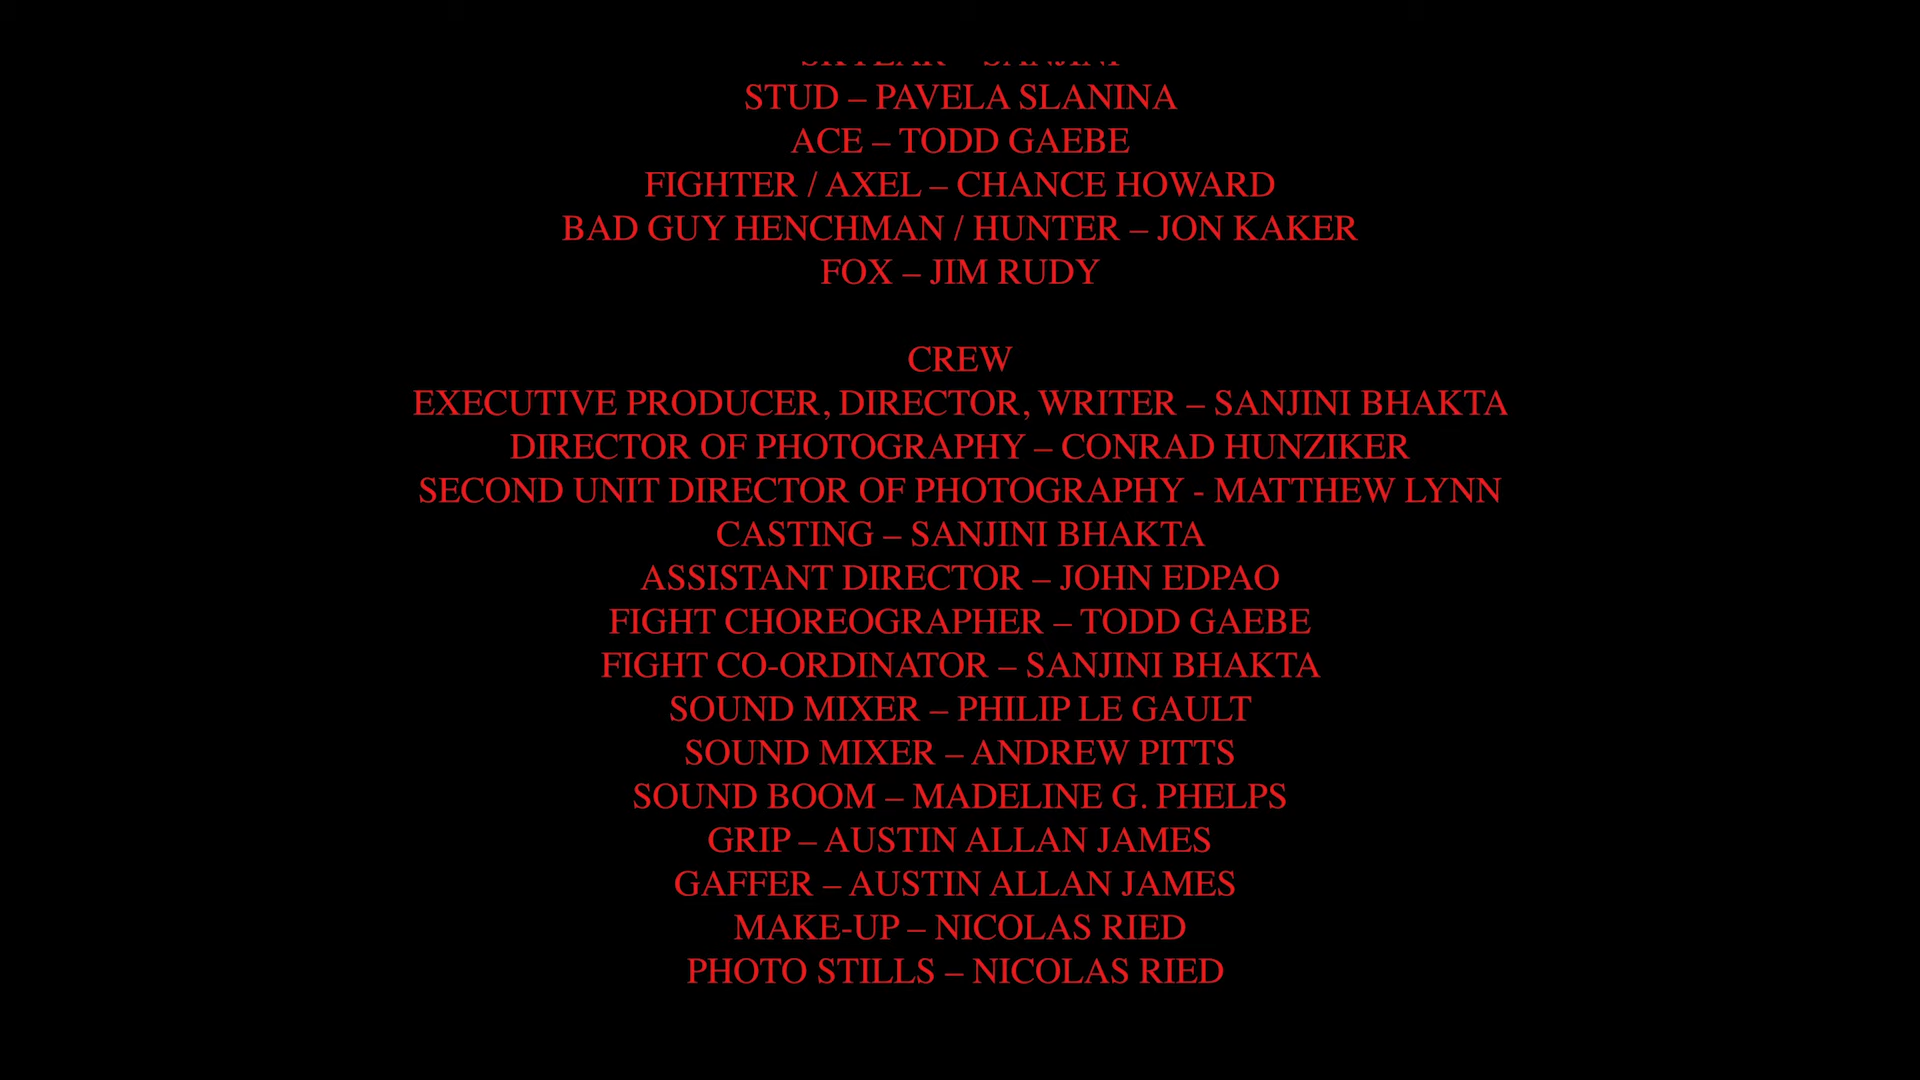 STUD – PAVELA SLANINA
ACE – TODD GAEBE
FIGHTER / AXEL – CHANCE HOWARD
BAD GUY HENCHMAN / HUNTER – JON KAKER
FOX – JIM RUDY
CREW
EXECUTIVE PRODUCER, DIRECTOR, WRITER – SANJINI BHAKTA
DIRECTOR OF PHOTOGRAPHY – CONRAD HUNZIKER
SECOND UNIT DIRECTOR OF PHOTOGRAPHY - MATTHEW LYNN
CASTING – SANJINI BHAKTA
ASSISTANT DIRECTOR – JOHN EDPAO
FIGHT CHOREOGRAPHER – TODD GAEBE
FIGHT CO-ORDINATOR – SANJINI BHAKTA
SOUND MIXER – PHILIP LE GAULT
SOUND MIXER – ANDREW PITTS
SOUND BOOM – MADELINE G. PHELPS
GRIP – AUSTIN ALLAN JAMES
GAFFER – AUSTIN ALLAN JAMES
MAKE-UP – NICOLAS RIED
PHOTO STILLS – NICOLAS RIED